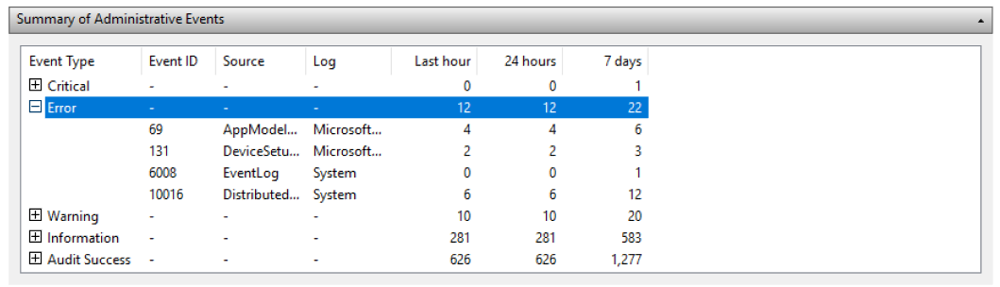 Summary of Administrative Events
Event Type Event ID Source Log Last hour 24 hours 7 days
Critical - - - 0 0 1
Error - - - 12 12 22
69 AppModel... Microsoft... 4 4 6
131 DeviceSetu... Microsoft... 2 2 3
6008 EventLog System 0 0 1
10016 Distributed... System 6 6 12
Warning - - - 10 10 20
Information - - - 281 281 583
Audit Success - - - 626 626 1,277